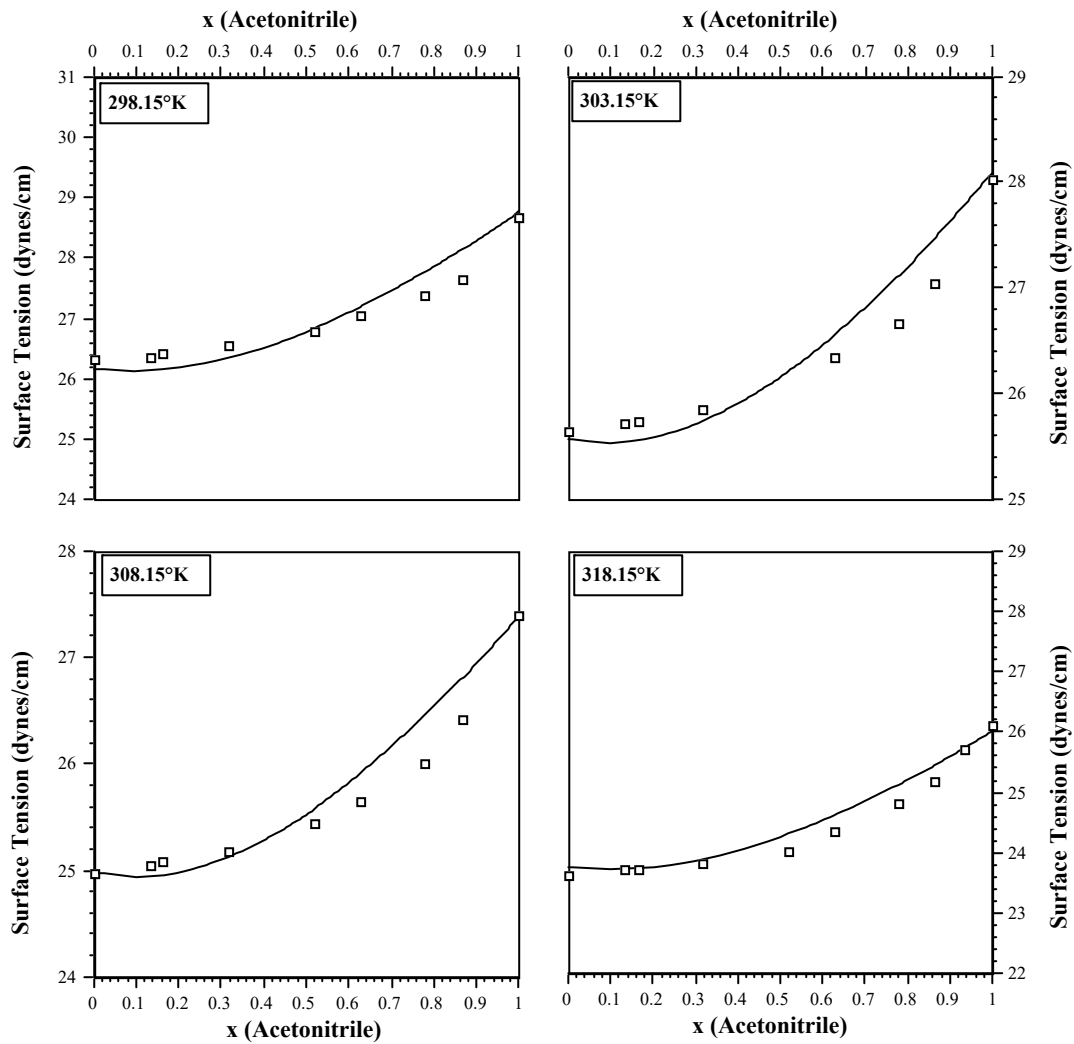 x (Acetonitrile)
0 0.1 0.2 0.3 0.4 0.5 0.6 0.7 0.8 0.9 1
31
30
29
28
27
26
25
24
Surface Tension (dynes/cm)
298.15°K
x (Acetonitrile)
0 0.1 0.2 0.3 0.4 0.5 0.6 0.7 0.8 0.9 1
303.15°K
29
28
27
26
25
Surface Tension (dynes/cm)
28
27
26
25
24
Surface Tension (dynes/cm)
308.15°K
0 0.1 0.2 0.3 0.4 0.5 0.6 0.7 0.8 0.9 1
x (Acetonitrile)
318.15°K
29
28
27
26
25
24
23
22
Surface Tension (dynes/cm)
0 0.1 0.2 0.3 0.4 0.5 0.6 0.7 0.8 0.9 1
x (Acetonitrile)